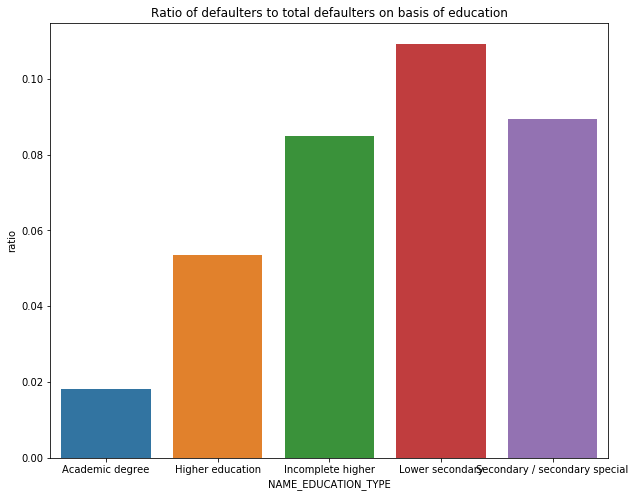 Ratio of defaulters to total defaulters on basis of education
0.10
0.08
0.06
0.04
0.02
0.00
ratio
Academic degree
Higher education
Incomplete higher
Lower secondary
Secondary / secondary special
NAME_EDUCATION_TYPE